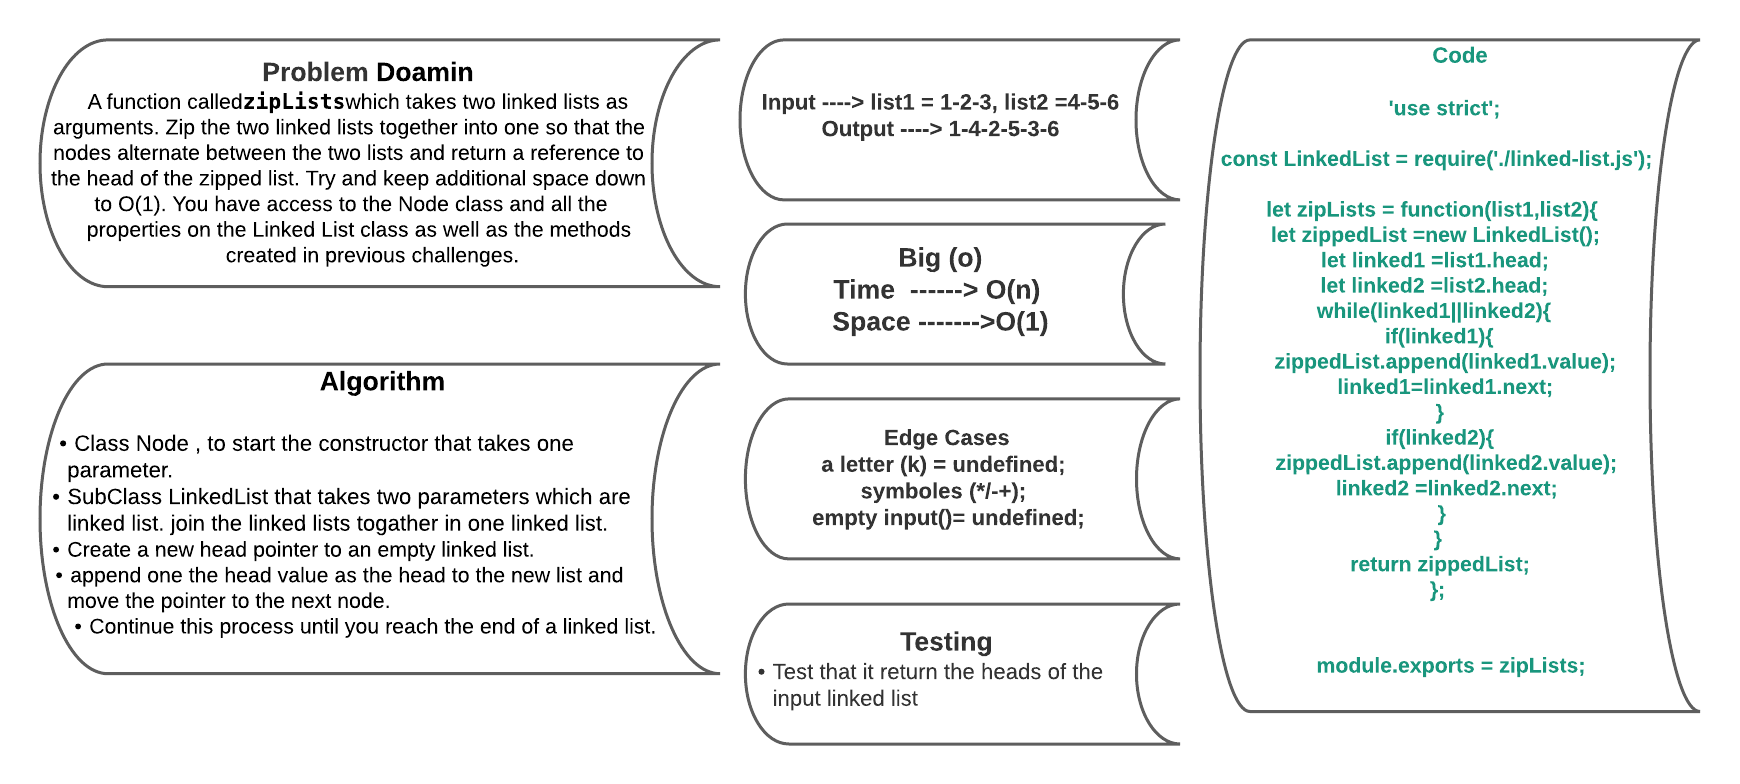 Problem Doamin
A function calledzipListswhich takes two linked lists as
arguments. Zip the two linked lists together into one so that the
nodes alternate between the two lists and return a reference to
the head of the zipped list. Try and keep additional space down
to O(1). You have access to the Node class and all the
properties on the Linked List class as well as the methods
created in previous challenges.
Algorithm
• Class Node , to start the constructor that takes one
parameter.
• SubClass LinkedList that takes two parameters which are
linked list. join the linked lists togather in one linked list.
• Create a new head pointer to an empty linked list.
• append one the head value as the head to the new list and
move the pointer to the next node.
• Continue this process until you reach the end of a linked list.
Input ----> list1 = 1-2-3, list2 =4-5-6
Output ----> 1-4-2-5-3-6
Big (o)
Time ------> O(n)
Space ------->O(1)
Edge Cases
a letter (k) = undefined;
symboles (*/-+);
empty input()= undefined;
Testing
• Test that it return the heads of the
input linked list
Code
'use strict';
const LinkedList = require('./linked-list.js');
let zipLists = function(list1,list2){
let zippedList =new LinkedList();
let linked1 =list1.head;
let linked2 =list2.head;
while(linked1||linked2){
if(linked1){
zippedList.append(linked1.value);
linked1=linked1.next;
}
if(linked2){
zippedList.append(linked2.value);
linked2 =linked2.next;
}
}
return zippedList;
};
module.exports = zipLists;